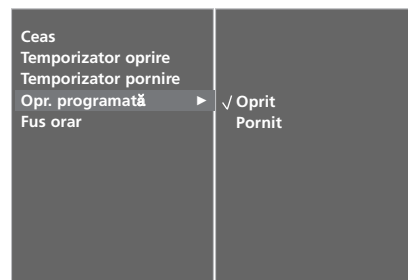 Ceas
Temporizator oprire
Temporizator pornire
Opr. programată ►
Fus orar
√ Oprit
Pornit